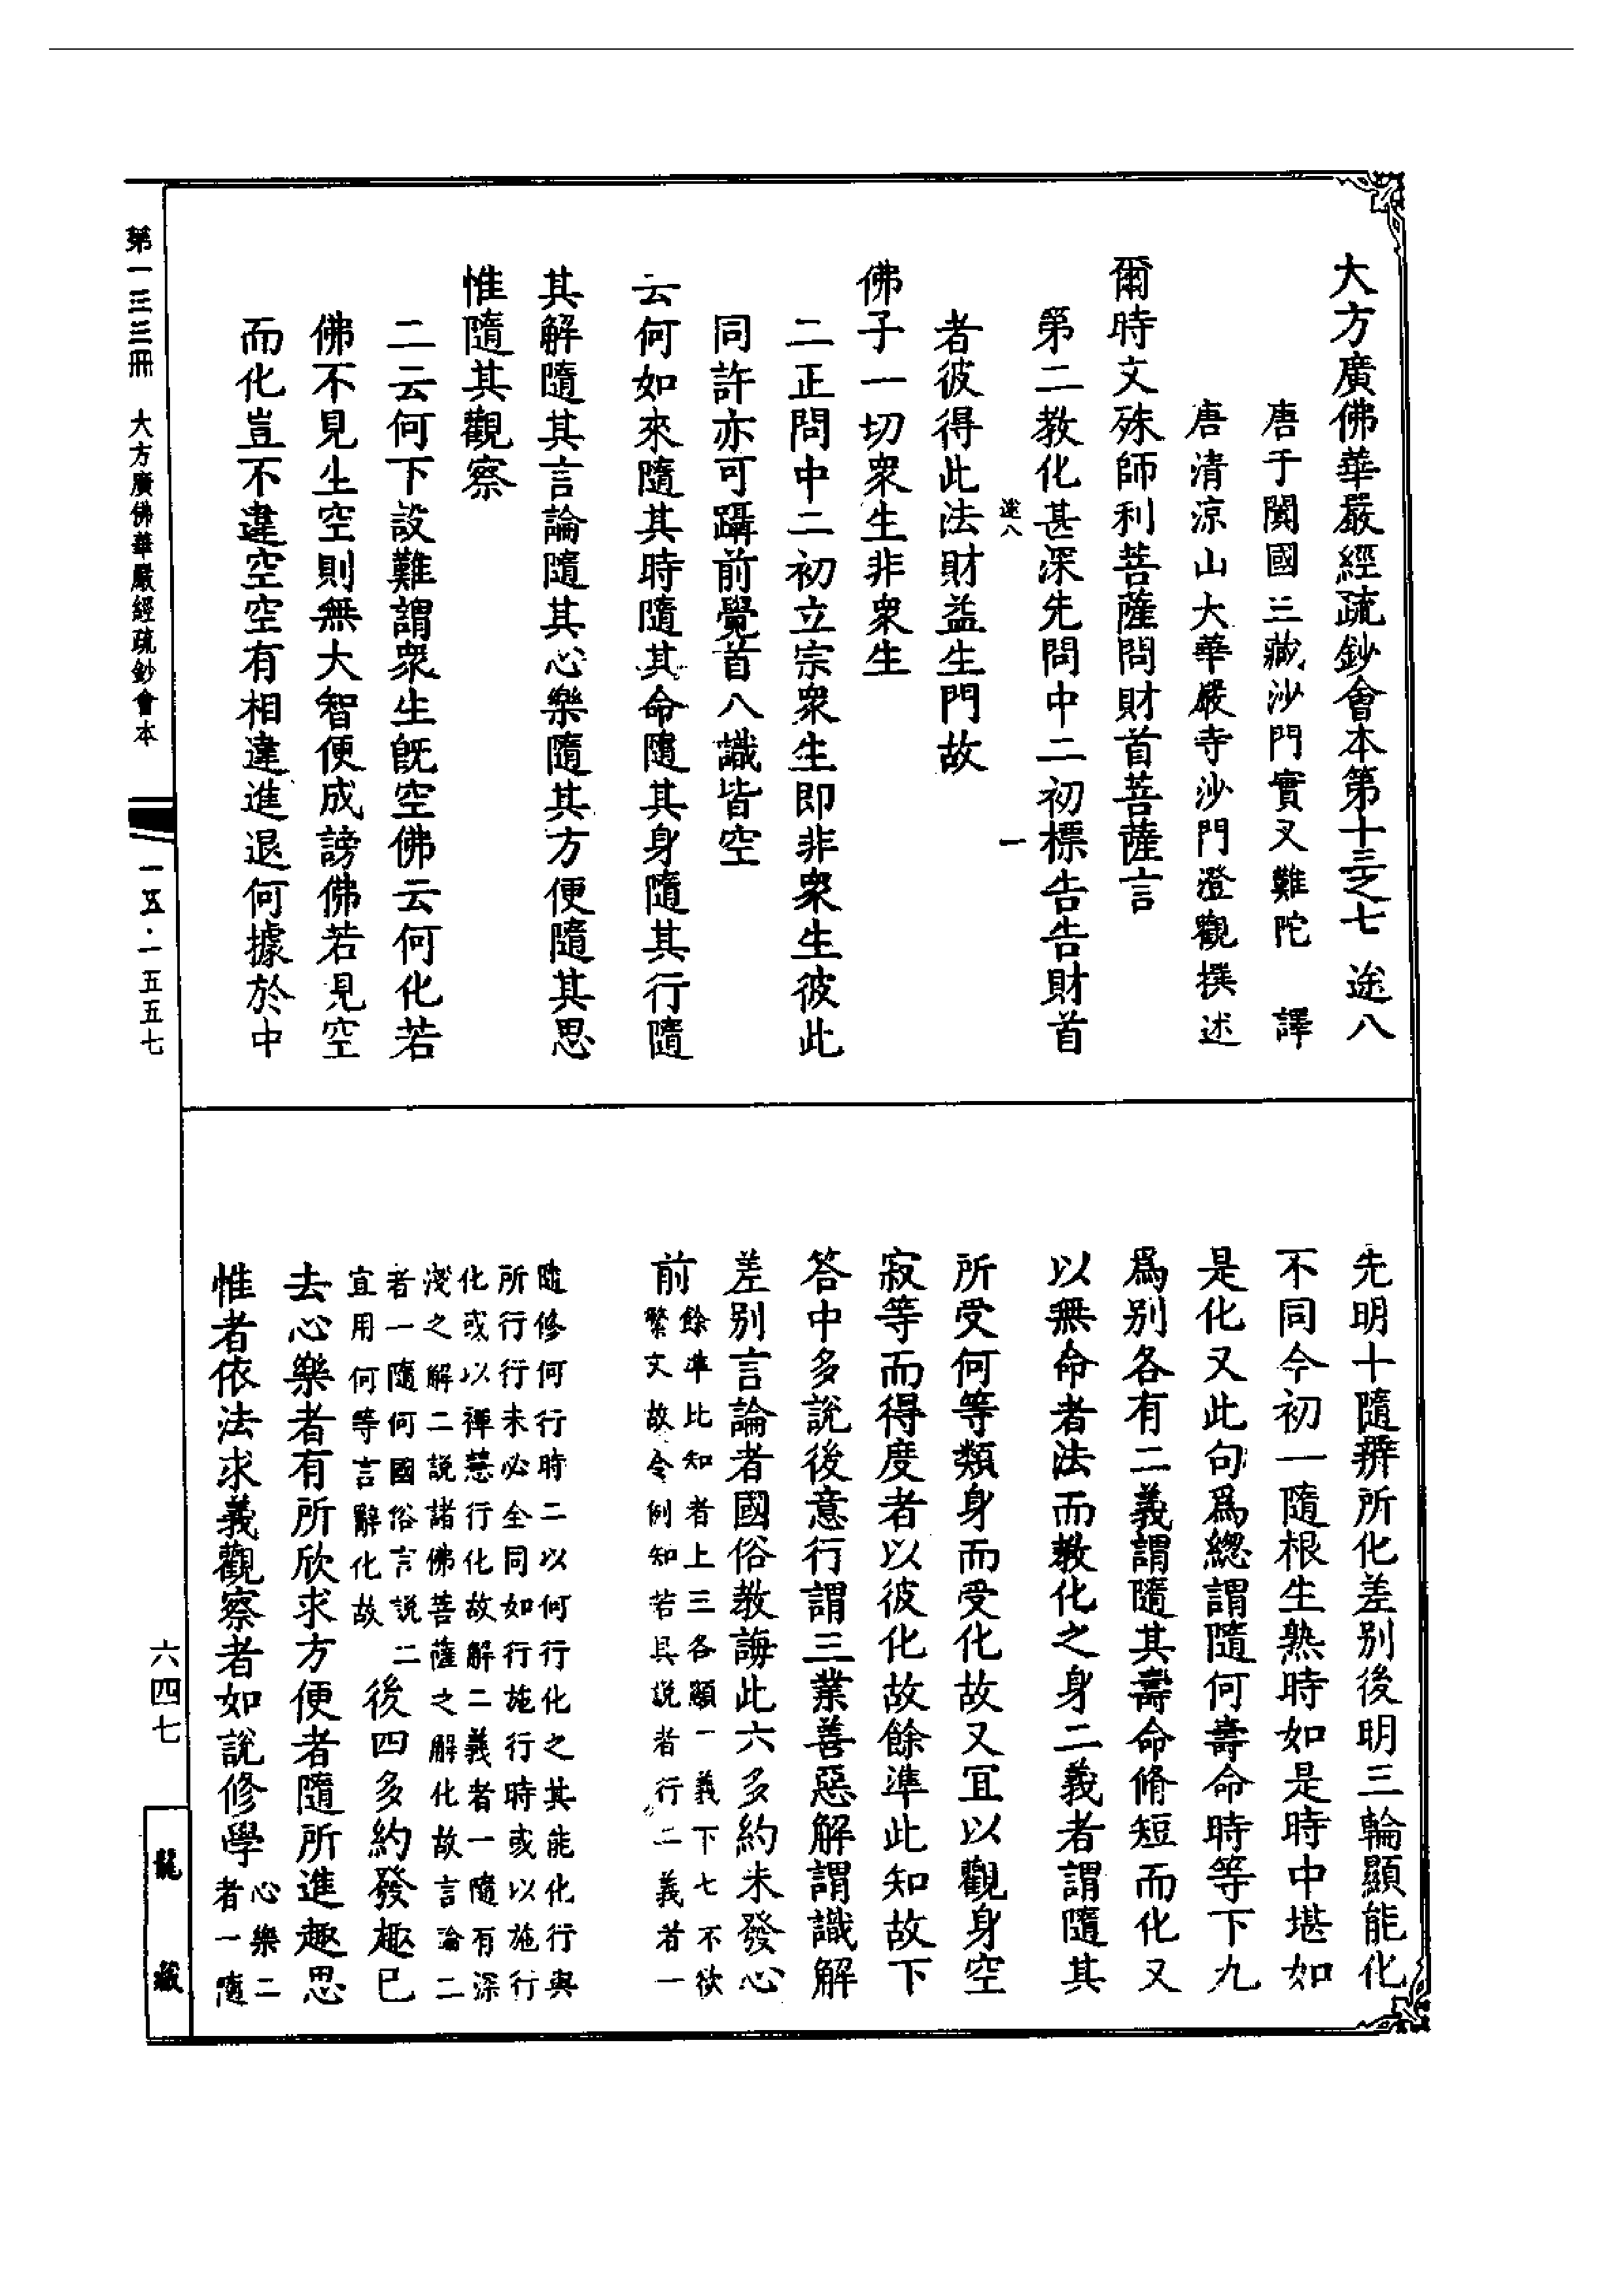 大方廣佛華嚴經疏鈔會本第十三之七 途八
唐于闐國三藏沙門實叉難陀 譯
唐清涼山大華嚴寺沙門澄觀撰述
爾時文殊師利菩薩問財首菩薩言
第二教化甚深先問中二初標告告財首
途八 一
者彼得此法財益生門故
佛子一切衆生非衆生
二正問中二初立宗衆生即非衆生彼此
同許亦可躡前覺首八識皆空
云何如來隨其時隨其命隨其身隨其行隨
其解隨其言論隨其心樂隨其方便隨其思
惟隨其觀察
二云何下設難謂衆生旣空佛云何化若
佛不見生空則無大智便成謗佛若見空
而化豈不違空空有相違進退何據於中
先明十隨辨所化差別後明三輪顯能化
不同今初一隨根生熟時如是時中堪如
是化又此句爲總謂隨何壽命時等下九
爲別各有二義謂隨其壽命脩短而化又
以無命者法而教化之身二義者謂隨其
所受何等類身而受化故又宜以觀身空
寂等而得度者以彼化故餘準此知故下
答中多說後意行謂三業善惡解謂識解
差別言論者國俗教誨此六多約未發心
前
餘準比知者上三各顯一義下七不欲
繁文故令例知若具說者行二義者一
隨修何行時二以何行化之其能化行與
所行行未必全同如行施行時或以施行
化或以禪慧行化故解二義者一隨有深
淺之解二說諸佛菩薩之解化故言論二
者一隨何國俗言說二
宜用何等言辭化故
後四多約發趣已
去心樂者有所欣求方便者隨所進趣思
惟者依法求義觀察者如說修學
心樂二
者一隨
第一三三冊 大方廣佛華嚴經疏鈔會本
一五·一五五七
六四七
龍藏